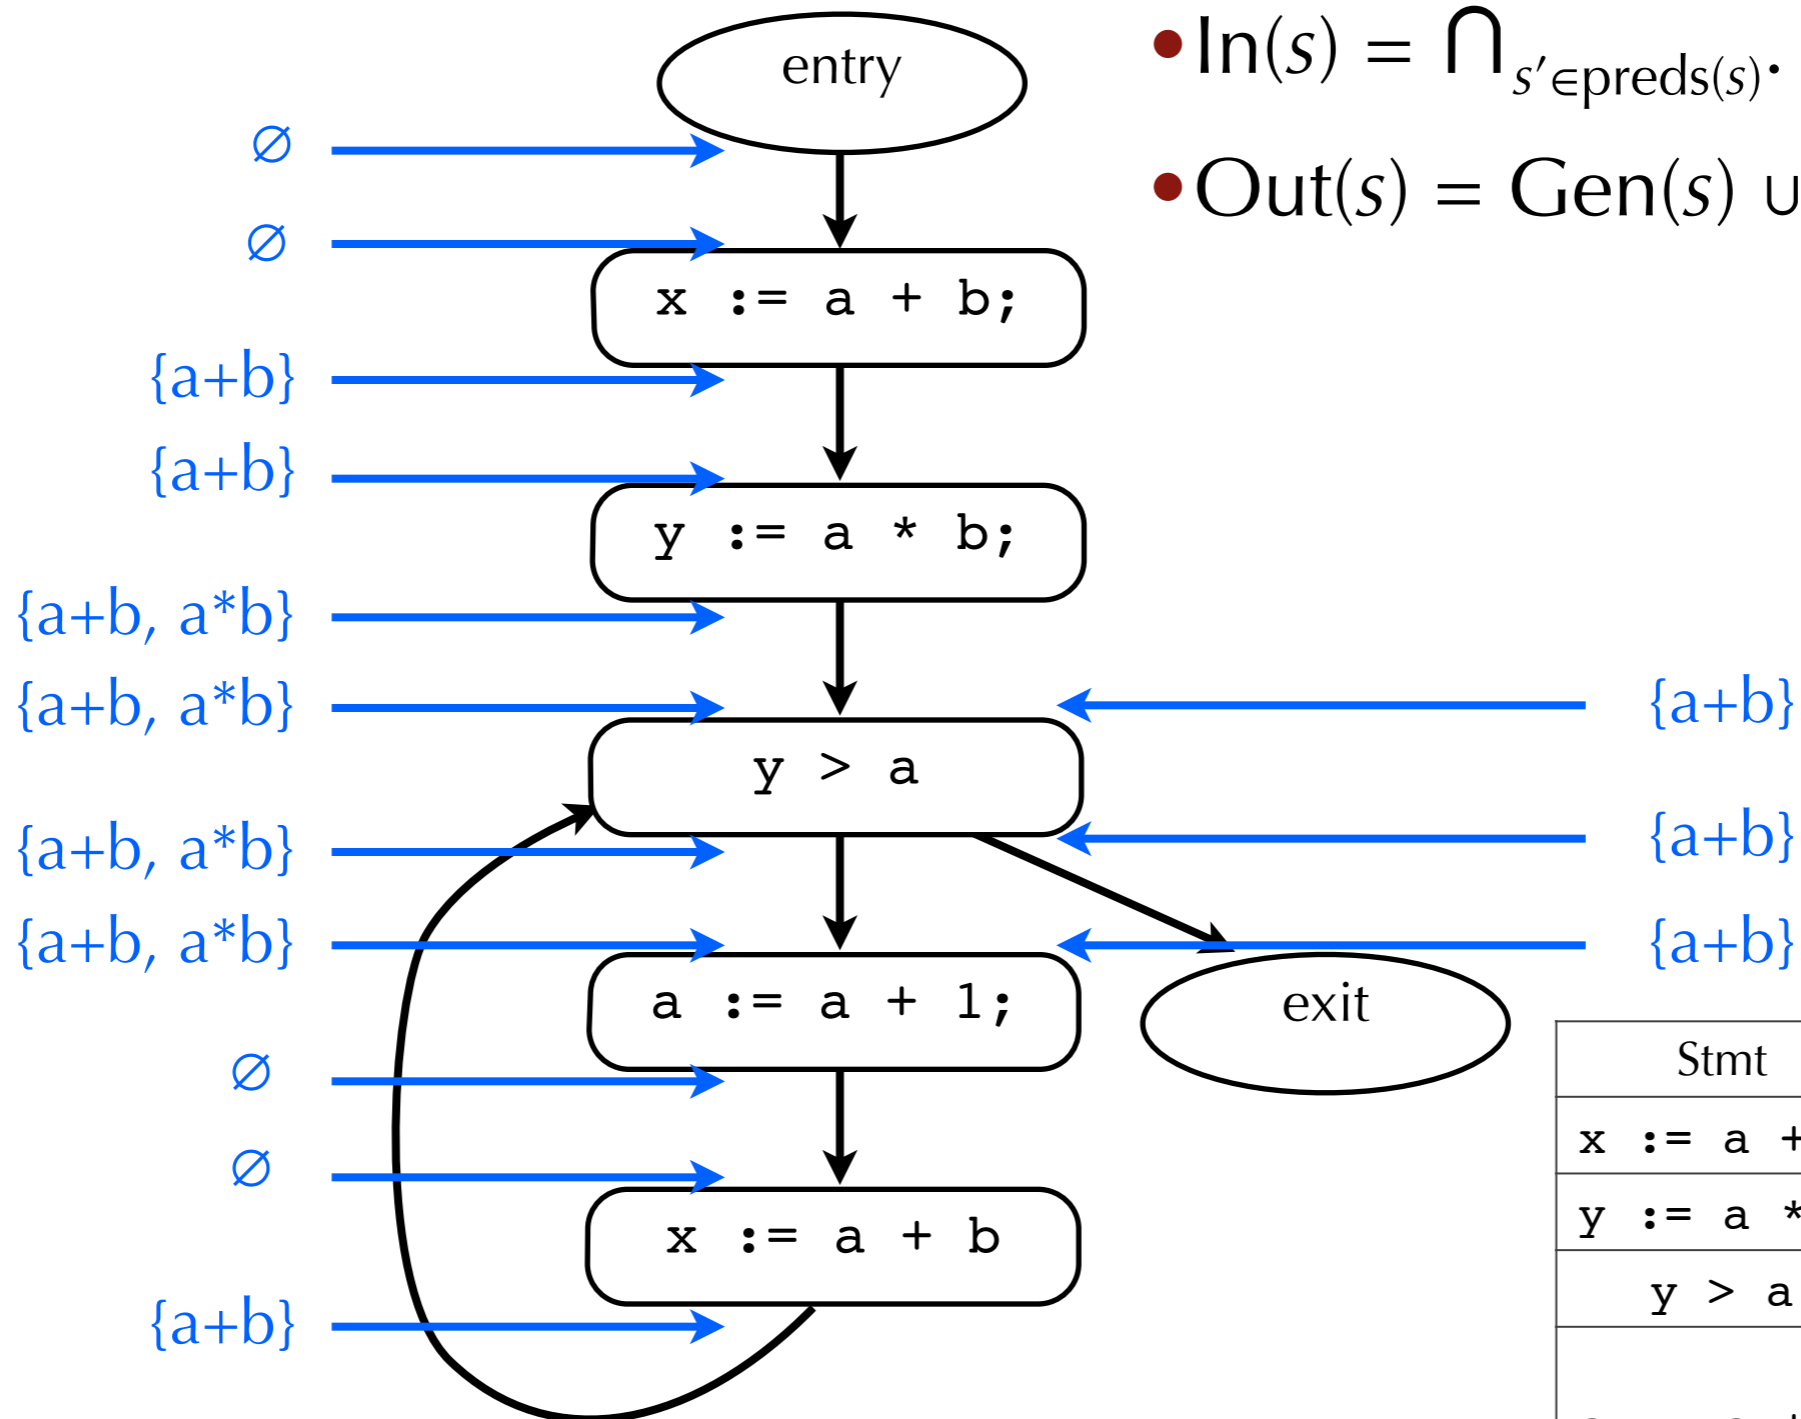 entry
• In(s) = ⋂ s′∈preds(s).
∅
• Out(s) = Gen(s) ∪
∅
x := a + b;
{a+b}
{a+b}
y := a * b;
{a+b, a*b}
{a+b, a*b}
{a+b}
y > a
{a+b, a*b}
{a+b}
{a+b, a*b}
{a+b}
a := a + 1;
exit
∅
Stmt
x := a +
∅
y := a *
x := a + b
y > a
{a+b}